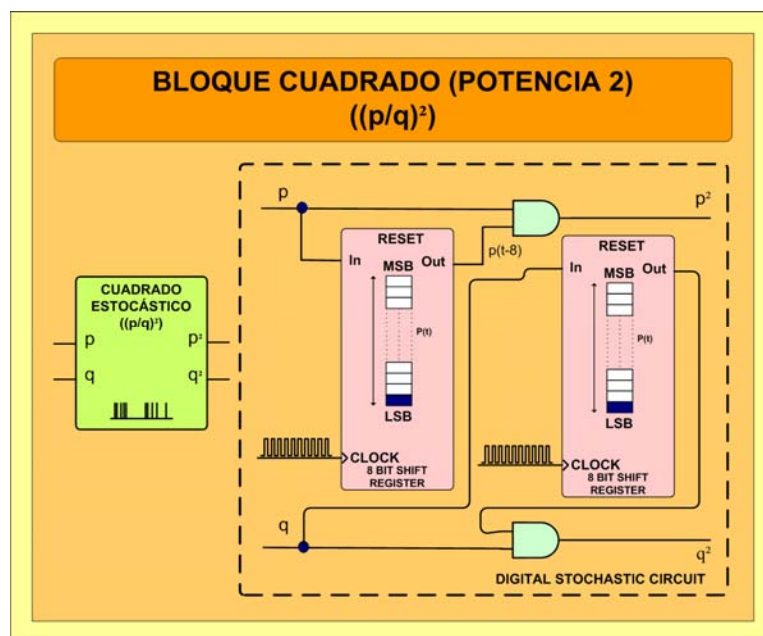 BLOQUE CUADRADO (POTENCIA 2)
((p/q)²)
p
p²
RESET
In
MSB
Out
p(t-8)
P(t)
LSB
CLOCK
8 BIT SHIFT
REGISTER
RESET
In
MSB
Out
P(t)
LSB
CLOCK
8 BIT SHIFT
REGISTER
CUADRADO
ESTOCÁSTICO
((p/q)²)
p
p²
q
q²
q
q²
DIGITAL STOCHASTIC CIRCUIT